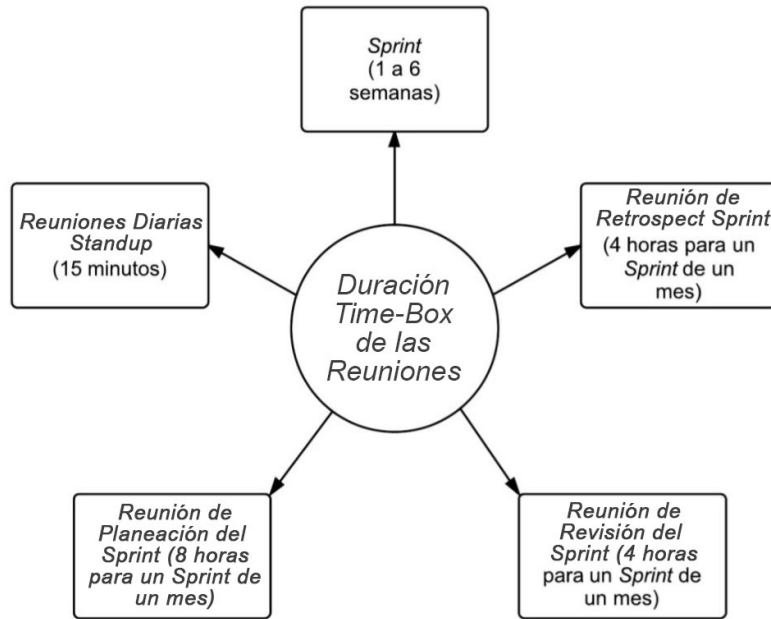 Sprint
(1 a 6
semanas)
Reuniones Diarias
Standup
(15 minutos)
Reunión de
Retrospect Sprint
(4 horas para un
Sprint de un
mes)
Duración
Time-Box
de las
Reuniones
Reunión de
Planeación del
Sprint (8 horas
para un Sprint de
un mes)
Reunión de
Revisión del
Sprint (4 horas
para un Sprint de
un mes)